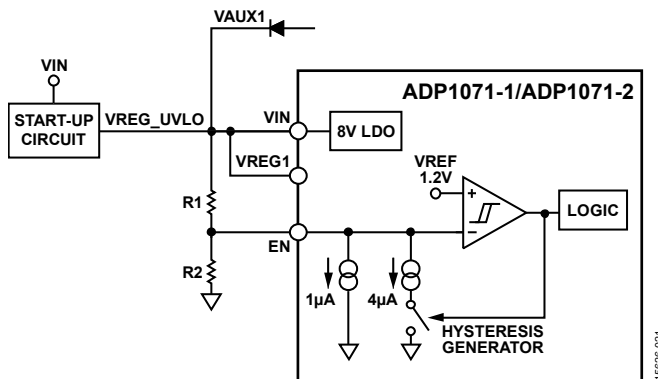 VAUX1
VIN
START-UP
CIRCUIT
VREG_UVLO
VIN
VREG1
R1
EN
R2
ADP1071-1/ADP1071-2
8V LDO
VREF
1.2V
+
−
LOGIC
1µA
4µA
HYSTERESIS
GENERATOR